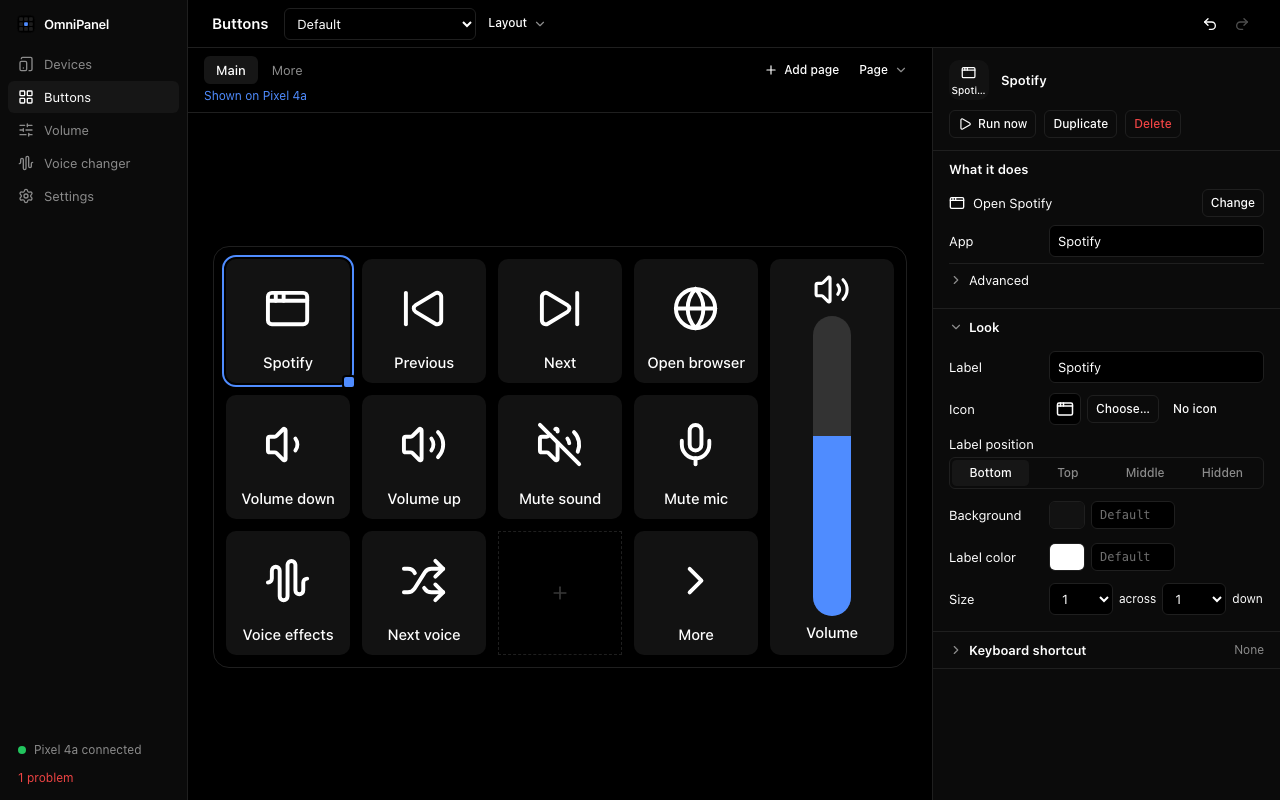 OmniPanel
Devices
Buttons
Volume
Voice changer
Settings
Pixel 4a connected
1 problem
Buttons
Default
Layout
Main
More
Add page
Page
Shown on Pixel 4a
Spotify
Previous
Next
Open browser
Volume down
Volume up
Mute sound
Mute mic
Voice effects
Next voice
More
Volume
Spoti...
Spotify
Run now
Duplicate
Delete
What it does
Open Spotify
Change
App
Spotify
Advanced
Look
Label
Spotify
Icon
Choose...
No icon
Label position
Bottom
Top
Middle
Hidden
Background
Default
Label color
Default
Size
1
across
1
down
Keyboard shortcut
None